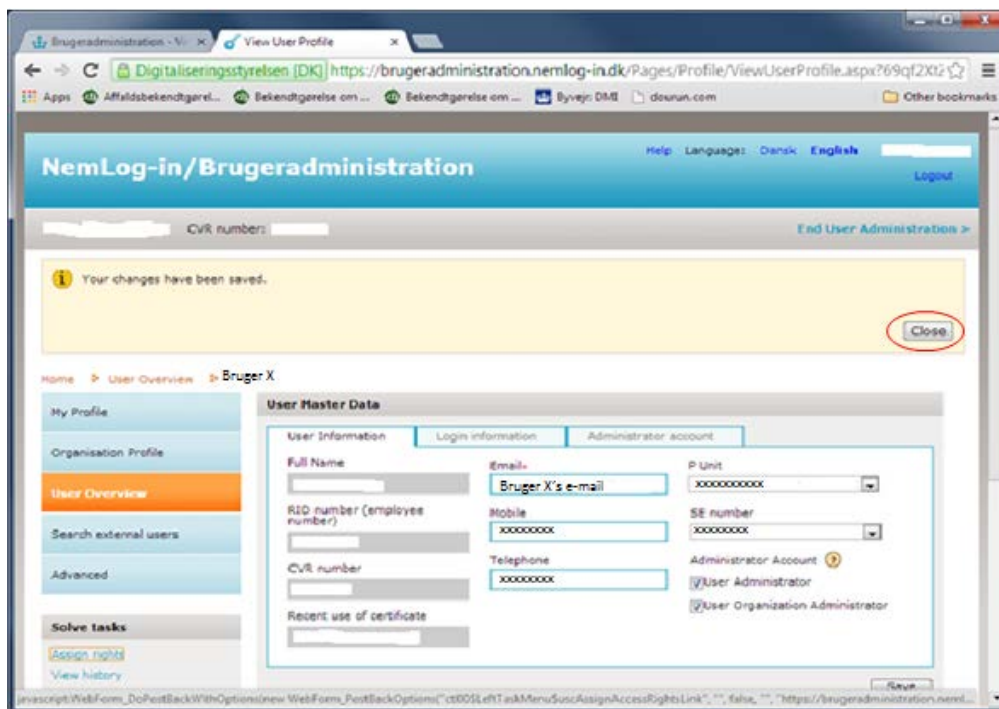 Brugeradministration - Vi
View User Profile
Digitaliseringsstyrelsen [DK] https://brugeradministration.nemlog-in.dk/Pages/Profile/ViewUserProfile.aspx?69qf2Xt2
Apps Affaldsbekendtgørel... Bekendtgørelse om ... Bekendtgørelse om ... Byvejr: DMI dourun.com Other bookmarks
Help Language: Dansk English
NemLog-in/Brugeradministration
Logout
CVR number: End User Administration >
i Your changes have been saved.
Close
Home User Overview Bruger X
My Profile
Organisation Profile
User Overview
Search external users
Advanced
Solve tasks
Assign rights
View history
User Master Data
User Information Login information Administrator account
Full Name Email* P Unit
Bruger X's e-mail xxxxxxxxxx
RID number (employee number) Mobile SE number
xxxxxxxx xxxxxxxx
CVR number Telephone Administrator Account ?
xxxxxxxx User Administrator
Recent use of certificate User Organization Administrator
Save
javascript:WebForm_DoPostBackWithOptions(new WebForm_PostBackOptions("ctl00$LeftTaskMenu$uscAssignAccessRightsLink", "", false, "", "https://brugeradministration.neml...